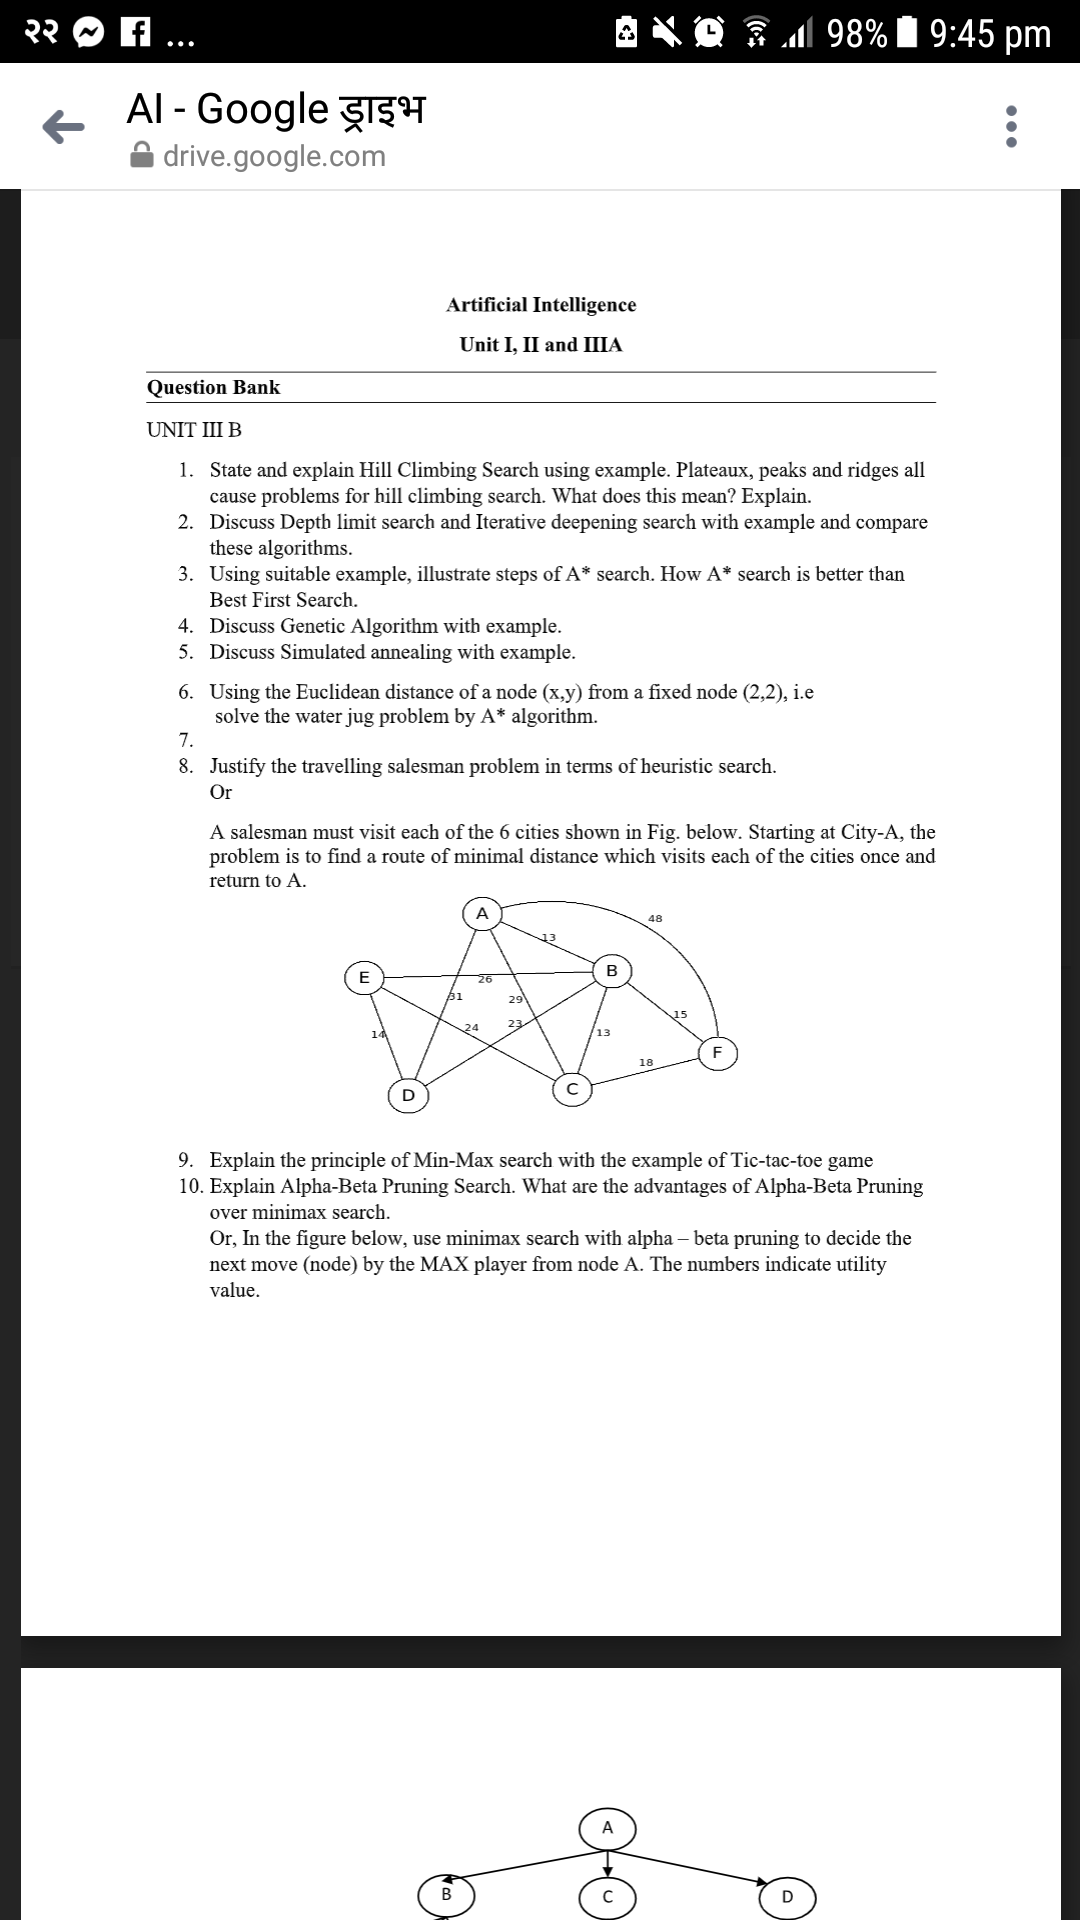 २२ ... 98% 9:45 pm
AI - Google ड्राइभ
drive.google.com
Artificial Intelligence
Unit I, II and IIIA
Question Bank
UNIT III B
1. State and explain Hill Climbing Search using example. Plateaux, peaks and ridges all
cause problems for hill climbing search. What does this mean? Explain.
2. Discuss Depth limit search and Iterative deepening search with example and compare
these algorithms.
3. Using suitable example, illustrate steps of A* search. How A* search is better than
Best First Search.
4. Discuss Genetic Algorithm with example.
5. Discuss Simulated annealing with example.
6. Using the Euclidean distance of a node (x,y) from a fixed node (2,2), i.e
solve the water jug problem by A* algorithm.
7.
8. Justify the travelling salesman problem in terms of heuristic search.
Or
A salesman must visit each of the 6 cities shown in Fig. below. Starting at City-A, the
problem is to find a route of minimal distance which visits each of the cities once and
return to A.
A
48
13
B
E
26
31
29
15
24
23
14
13
F
18
C
D
9. Explain the principle of Min-Max search with the example of Tic-tac-toe game
10. Explain Alpha-Beta Pruning Search. What are the advantages of Alpha-Beta Pruning
over minimax search.
Or, In the figure below, use minimax search with alpha – beta pruning to decide the
next move (node) by the MAX player from node A. The numbers indicate utility
value.
A
B
C
D